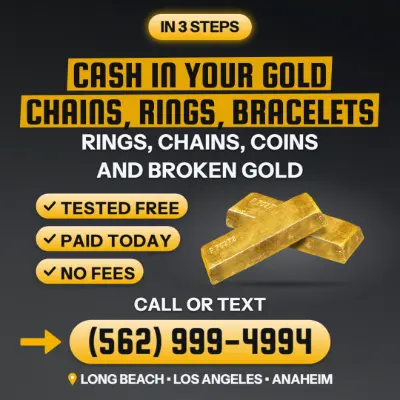 IN 3 STEPS
CASH IN YOUR GOLD
CHAINS, RINGS, BRACELETS
RINGS, CHAINS, COINS
AND BROKEN GOLD
✓ TESTED FREE
✓ PAID TODAY
✓ NO FEES
CALL OR TEXT
(562) 999-4994
LONG BEACH • LOS ANGELES • ANAHEIM